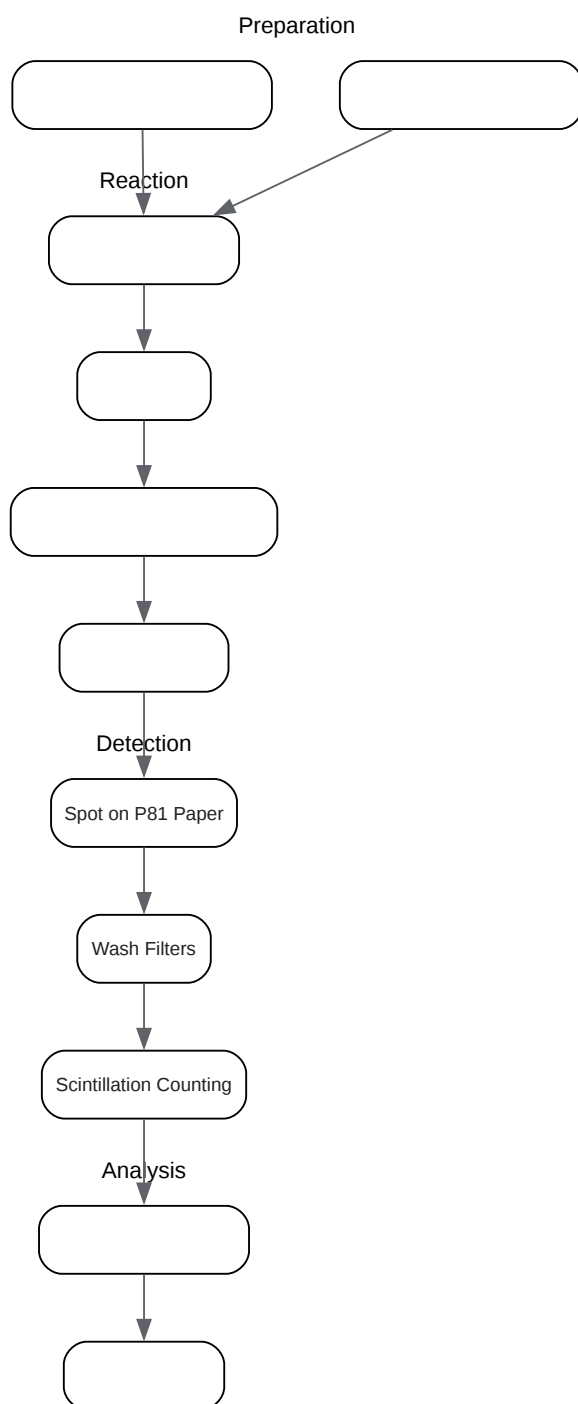 Preparation
Reaction
Detection
Spot on P81 Paper
Wash Filters
Scintillation Counting
Analysis